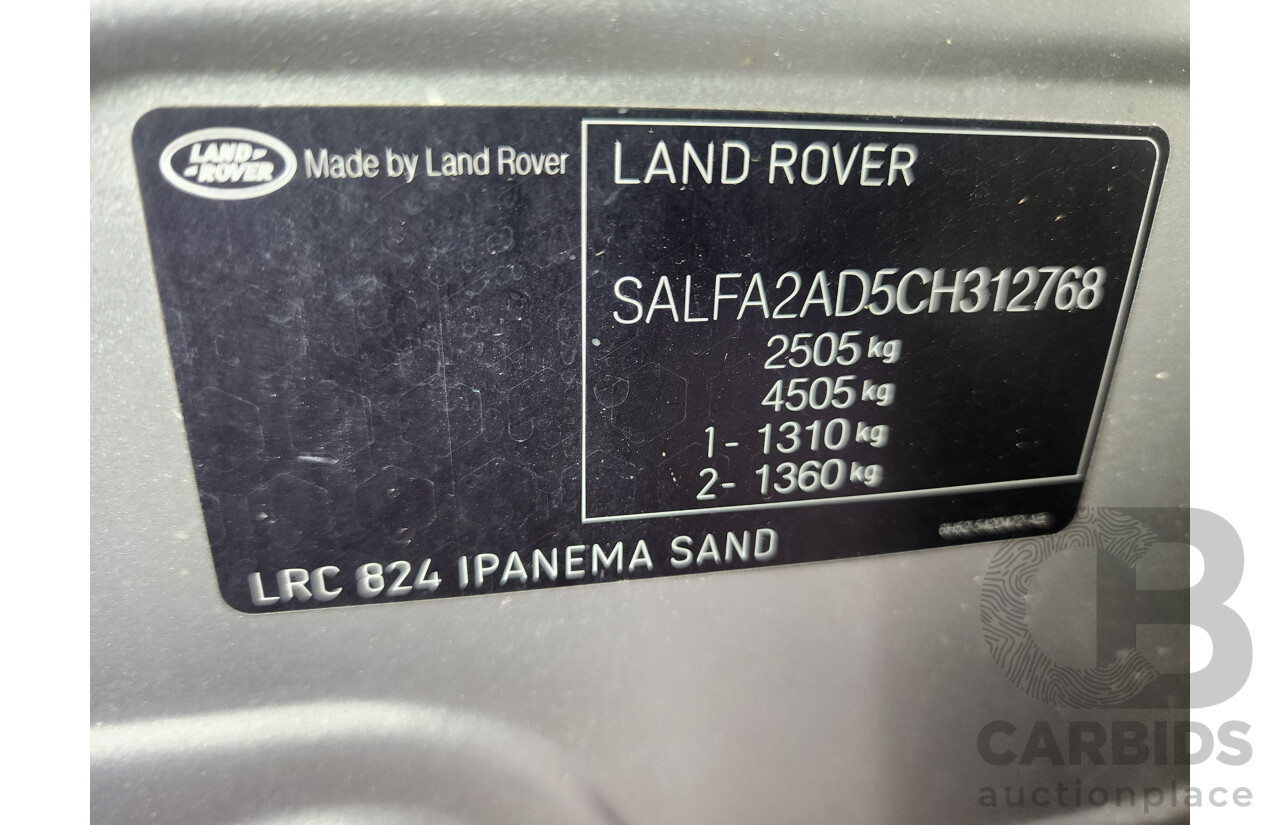 LAND-
-ROVER
Made by Land Rover
LAND ROVER
SALFA2AD5CH312768
2505 kg
4505 kg
1- 1310 kg
2- 1360 kg
LRC 824 IPANEMA SAND
CB
CARBIDS
auctionplace